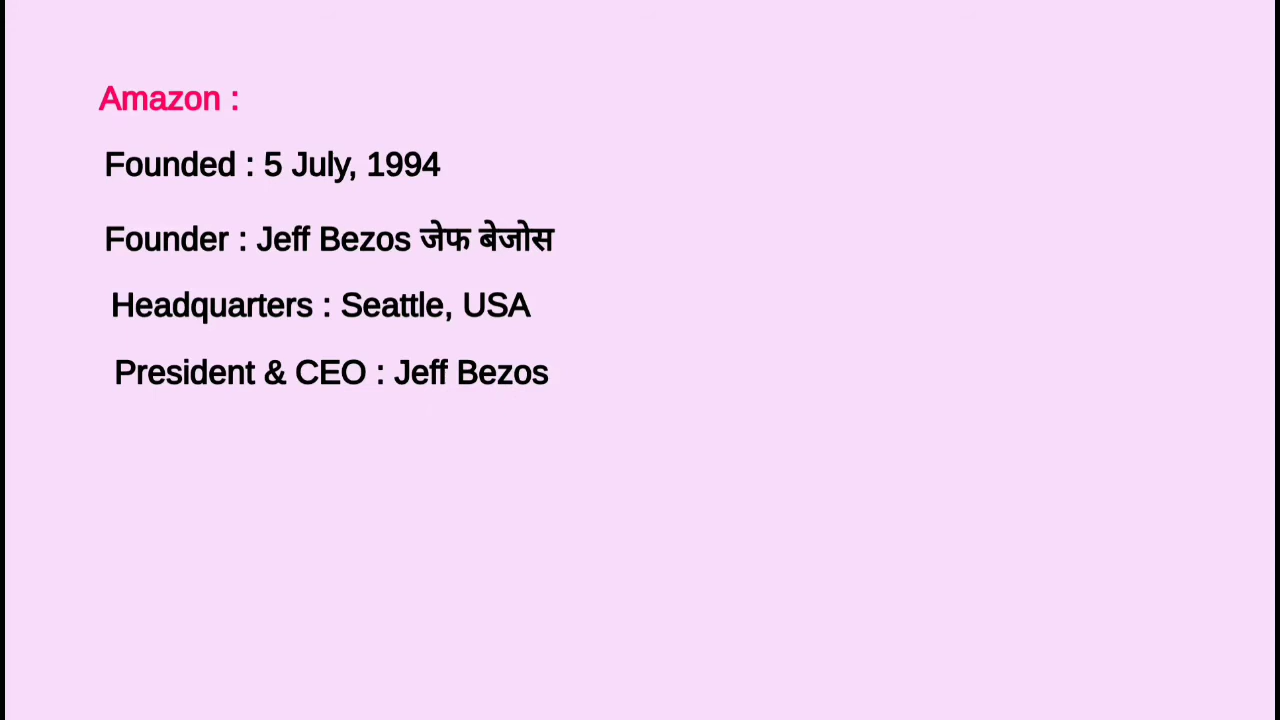 Amazon :
Founded : 5 July, 1994
Founder : Jeff Bezos जेफ बेजोस
Headquarters : Seattle, USA
President & CEO : Jeff Bezos